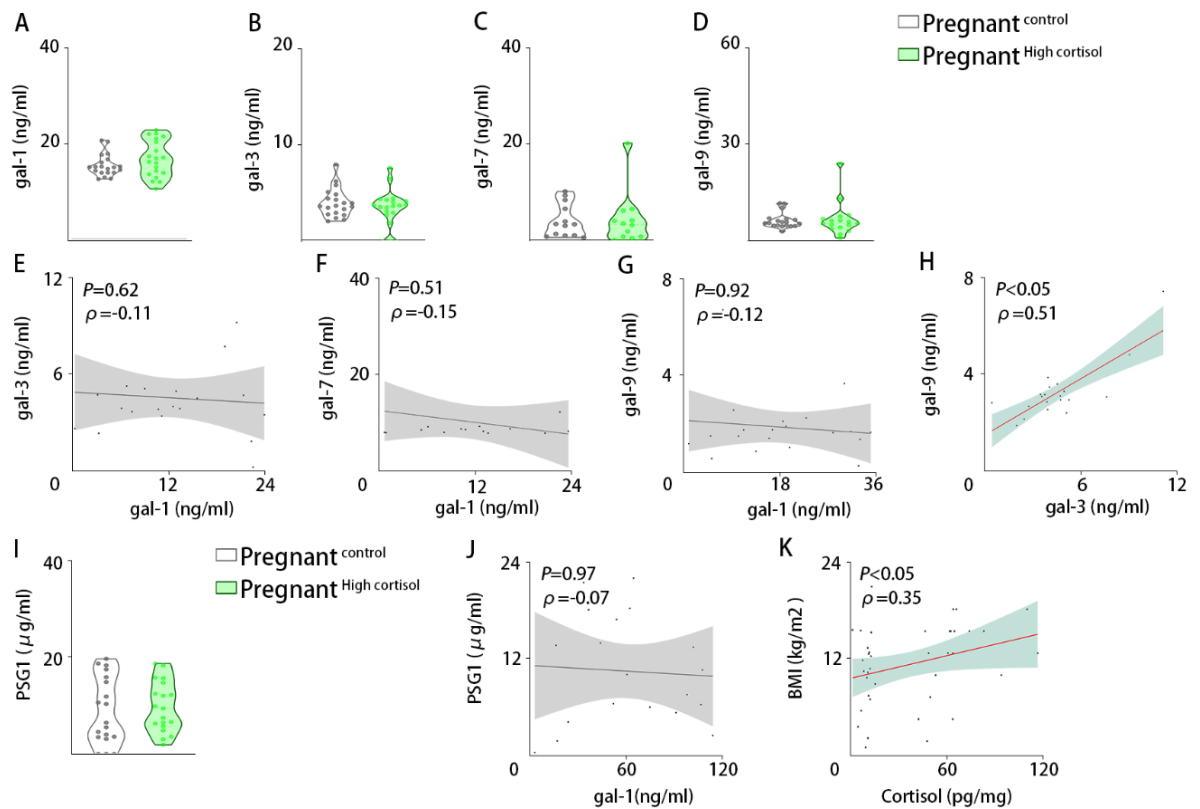 A
B
C
D
Pregnant control
Pregnant High cortisol
40
20
gal-1 (ng/ml)
20
10
gal-3 (ng/ml)
40
20
0
gal-7 (ng/ml)
60
30
0
gal-9 (ng/ml)
E
F
G
H
12
6
0
12
24
gal-3 (ng/ml)
gal-1 (ng/ml)
P=0.62
ρ=-0.11
40
20
0
12
24
gal-7 (ng/ml)
gal-1 (ng/ml)
P=0.51
ρ=-0.15
8
4
0
18
36
gal-9 (ng/ml)
gal-1 (ng/ml)
P=0.92
ρ=-0.12
8
4
0
6
12
gal-9 (ng/ml)
gal-3 (ng/ml)
P<0.05
ρ=0.51
I
Pregnant control
Pregnant High cortisol
40
20
0
PSG1 (μg/ml)
J
24
12
0
60
120
PSG1 (μg/ml)
gal-1(ng/ml)
P=0.97
ρ=-0.07
K
24
12
0
60
120
BMI (kg/m2)
Cortisol (pg/mg)
P<0.05
ρ=0.35